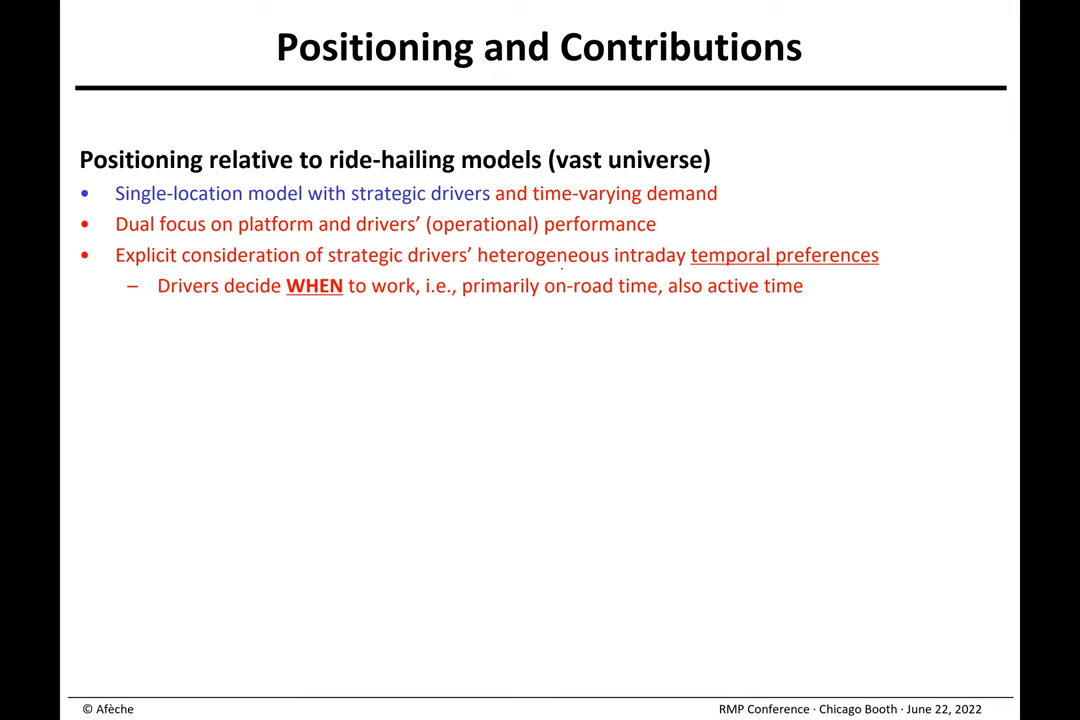 Positioning and Contributions
Positioning relative to ride-hailing models (vast universe)
• Single-location model with strategic drivers and time-varying demand
• Dual focus on platform and drivers’ (operational) performance
• Explicit consideration of strategic drivers’ heterogeneous intraday temporal preferences
– Drivers decide WHEN to work, i.e., primarily on-road time, also active time
© Afèche
RMP Conference · Chicago Booth · June 22, 2022